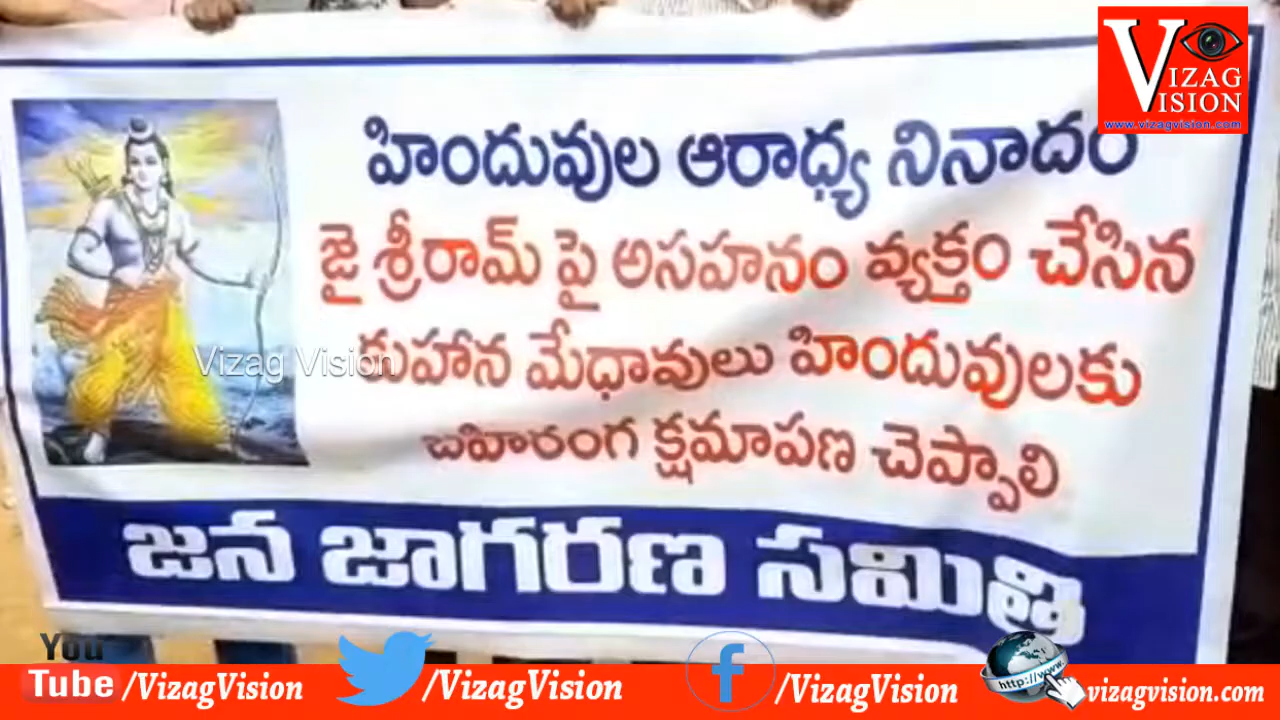 VIZAG
VISION
www.vizagvision.com
హిందువుల ఆరాధ్య నినాదం
జై శ్రీరామ్ పై అసహనం వ్యక్తం చేసిన
కుహాన మేధావులు హిందువులకు
బహిరంగ క్షమాపణ చెప్పాలి
జన జాగరణ సమితి
Vizag Vision
You
Tube /VizagVision
/VizagVision
f /VizagVision
http://www.
vizagvision.com